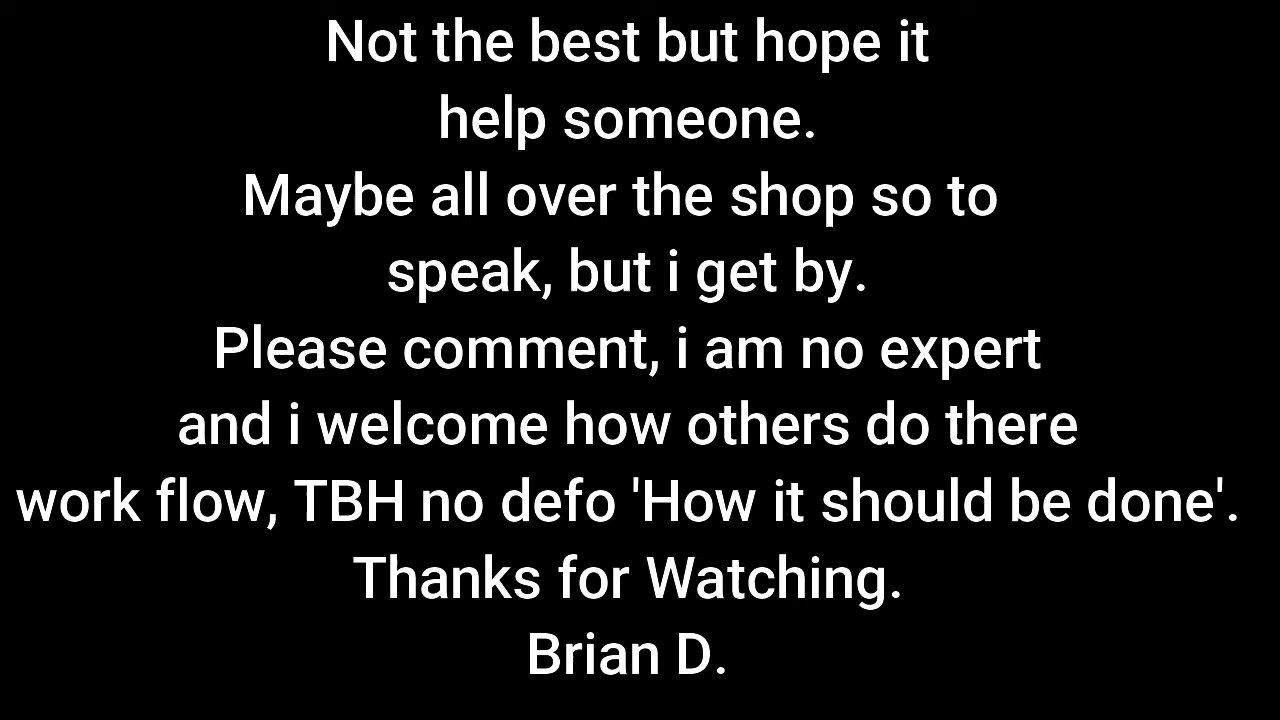 Not the best but hope it
help someone.
Maybe all over the shop so to
speak, but i get by.
Please comment, i am no expert
and i welcome how others do there
work flow, TBH no defo 'How it should be done'.
Thanks for Watching.
Brian D.